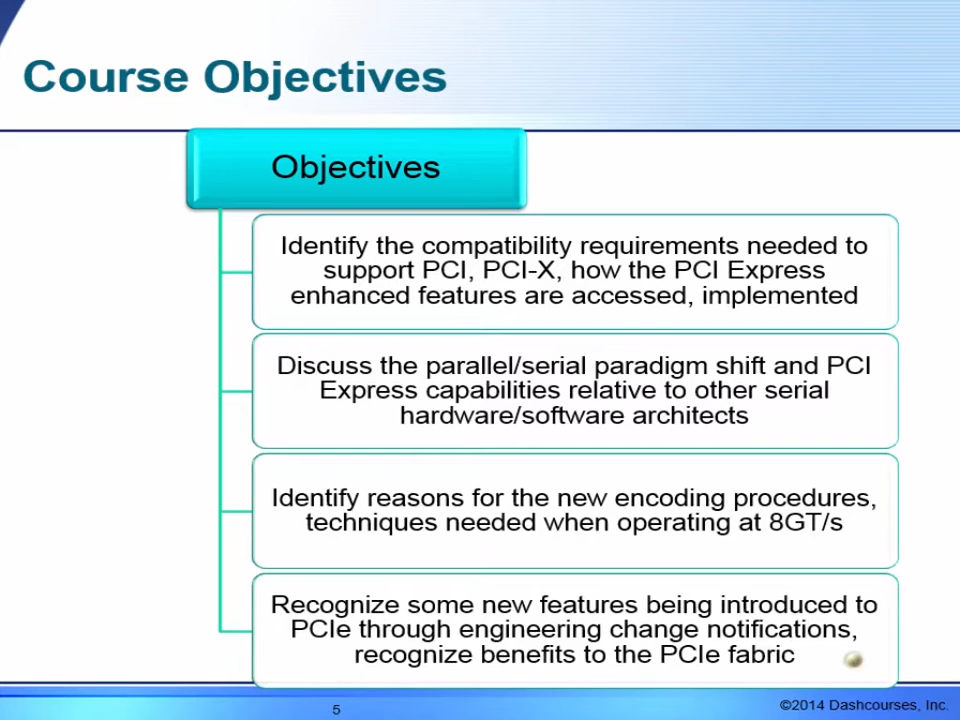 Course Objectives
Objectives
Identify the compatibility requirements needed to
support PCI, PCI-X, how the PCI Express
enhanced features are accessed, implemented
Discuss the parallel/serial paradigm shift and PCI
Express capabilities relative to other serial
hardware/software architects
Identify reasons for the new encoding procedures,
techniques needed when operating at 8GT/s
Recognize some new features being introduced to
PCIe through engineering change notifications,
recognize benefits to the PCIe fabric
5
©2014 Dashcourses, Inc.